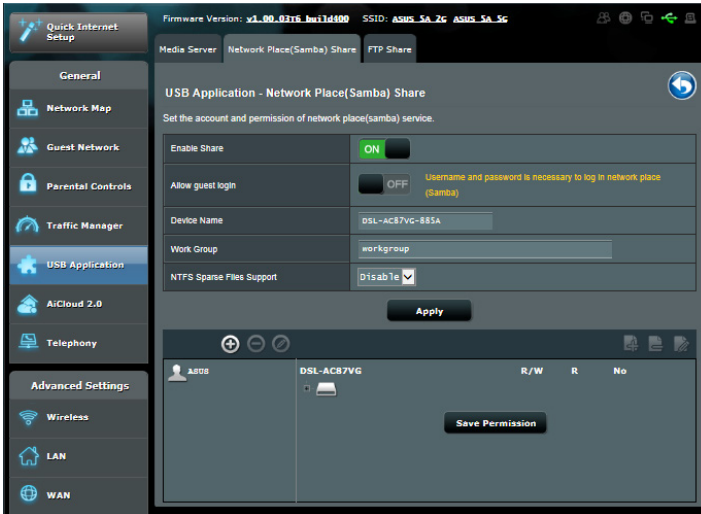 Quick Internet
Setup
Firmware Version: v1.00.03T6 build400 SSID: ASUS_5A_2G ASUS_5A_5G
Media Server Network Place(Samba) Share FTP Share
General
Network Map
Guest Network
Parental Controls
Traffic Manager
USB Application
AiCloud 2.0
Telephony
Advanced Settings
Wireless
LAN
WAN
USB Application - Network Place(Samba) Share
Set the account and permission of network place(samba) service.
Enable Share ON
Allow guest login OFF Username and password is necessary to log in network place
(Samba)
Device Name DSL-AC87VG-885A
Work Group workgroup
NTFS Sparse Files Support Disable
Apply
ASUS DSL-AC87VG R/W R No
Save Permission